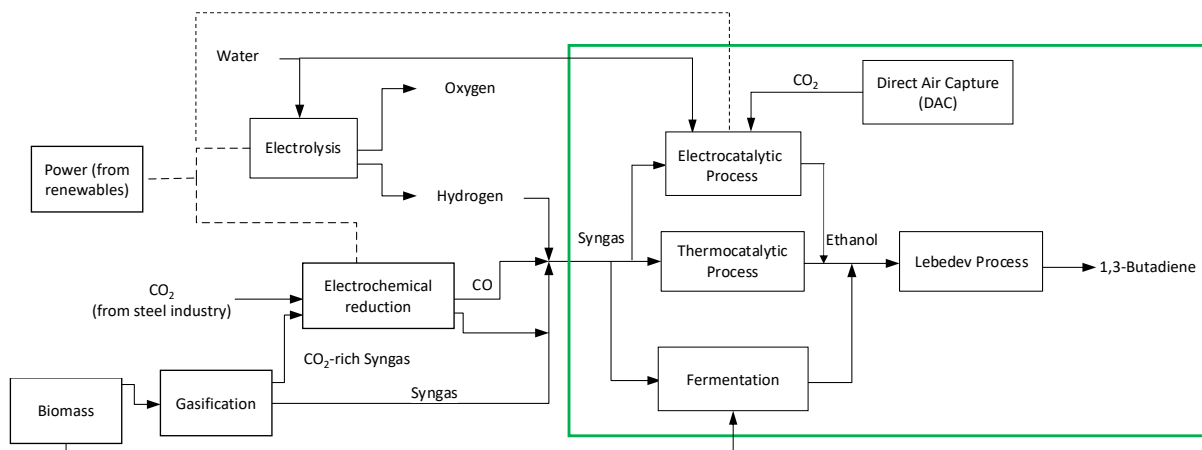 Water
CO₂
Direct Air Capture
(DAC)
Oxygen
Electrolysis
Electrocatalytic
Process
Power (from
renewables)
Hydrogen
Syngas
Thermocatalytic
Process
Ethanol
Lebedev Process
1,3-Butadiene
CO₂
(from steel industry)
Electrochemical
reduction
CO
CO₂-rich Syngas
Biomass
Gasification
Syngas
Fermentation